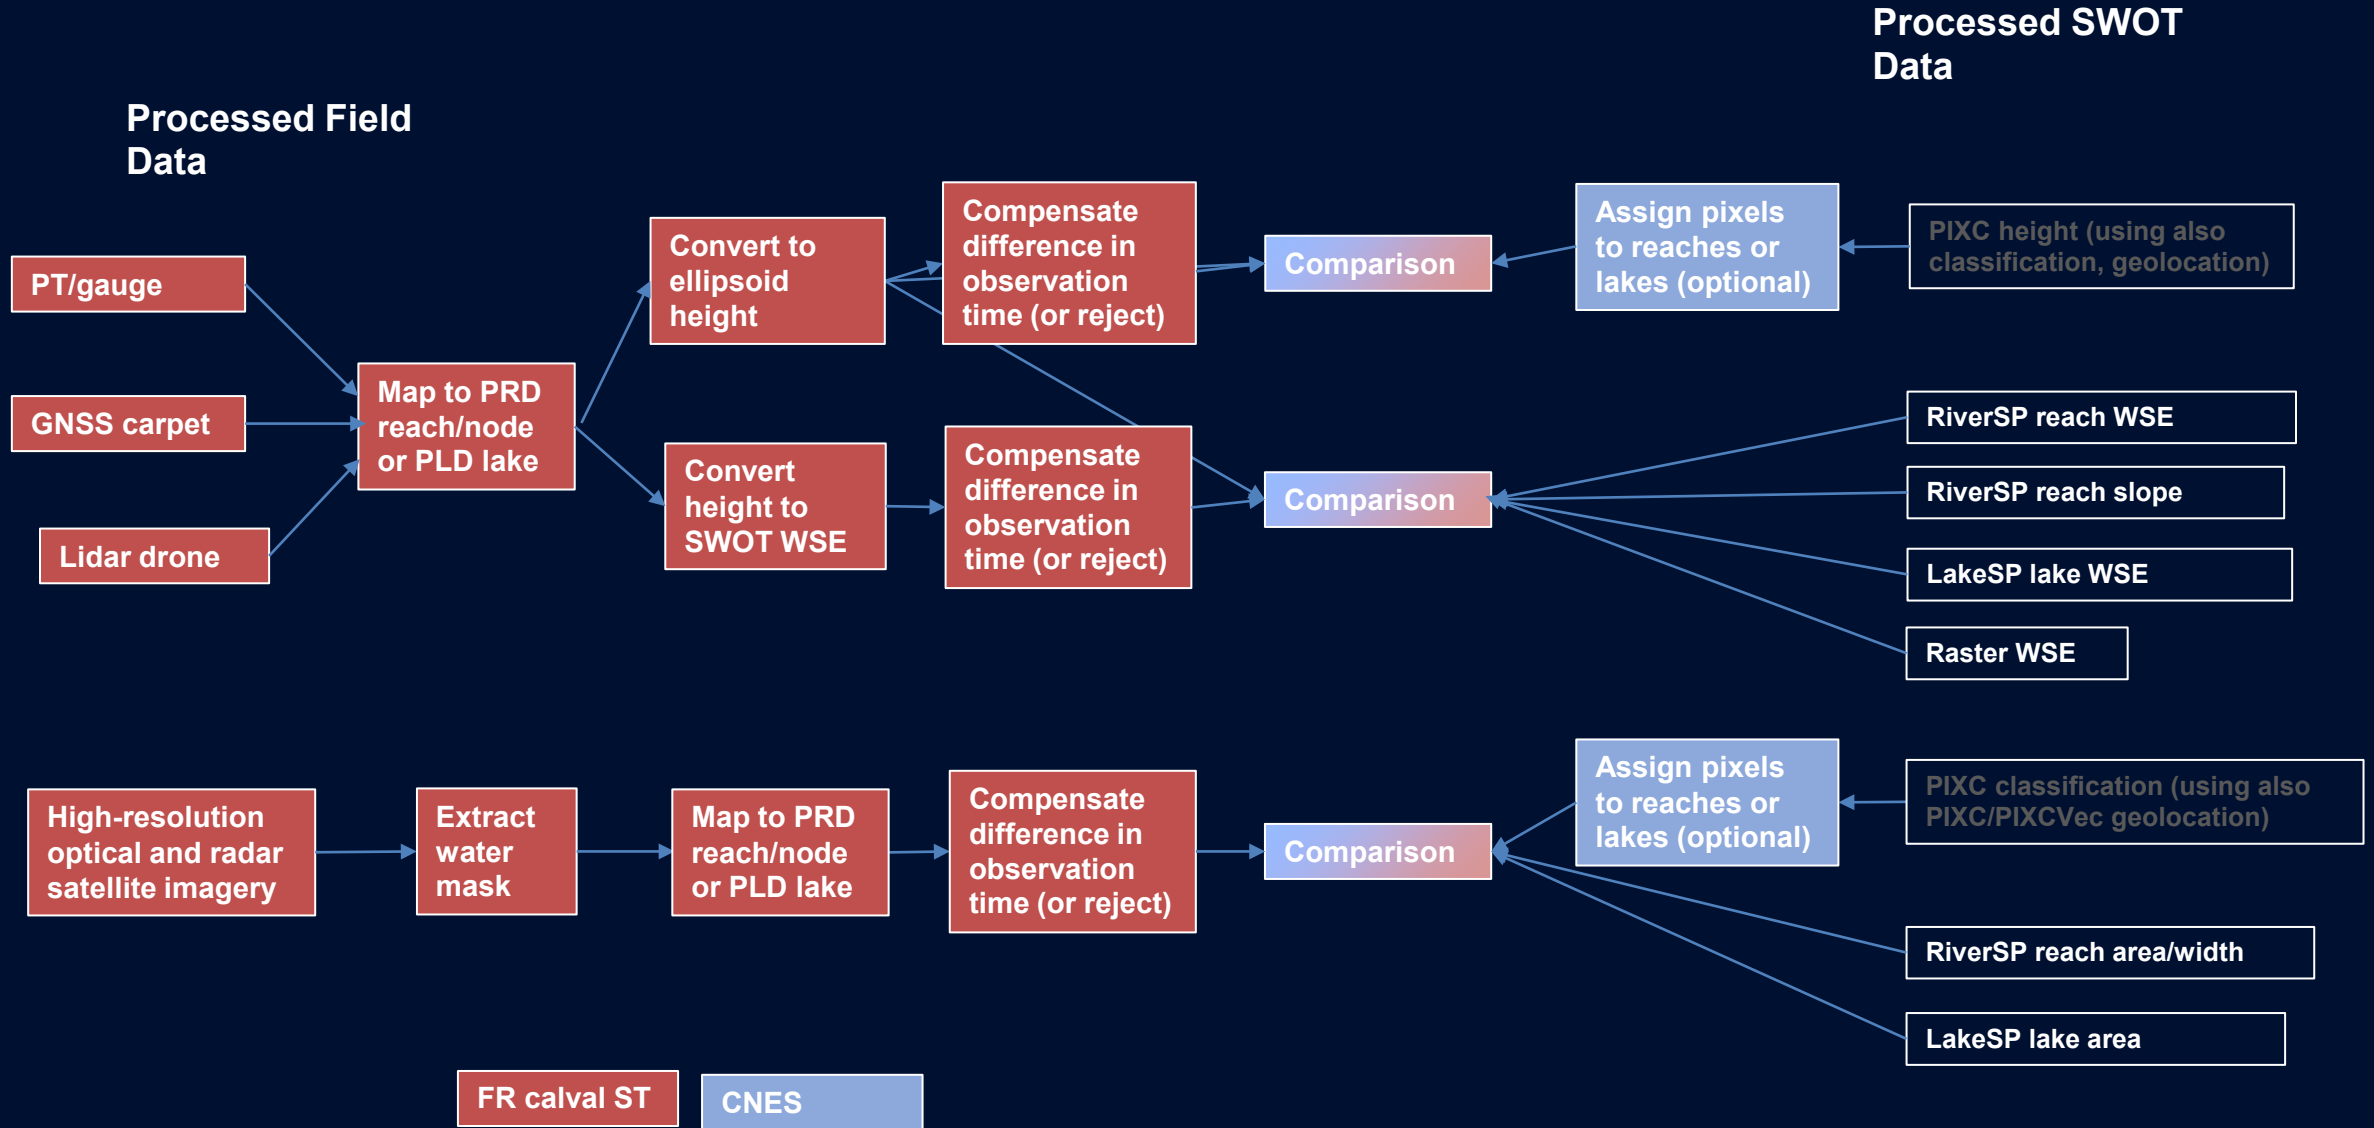 Processed SWOT
Data
Processed Field
Data
PT/gauge
GNSS carpet
Lidar drone
Map to PRD
reach/node
or PLD lake
Convert to
ellipsoid
height
Convert
height to
SWOT WSE
Compensate
difference in
observation
time (or reject)
Compensate
difference in
observation
time (or reject)
Comparison
Comparison
Assign pixels
to reaches or
lakes (optional)
PIXC height (using also
classification, geolocation)
RiverSP reach WSE
RiverSP reach slope
LakeSP lake WSE
Raster WSE
High-resolution
optical and radar
satellite imagery
Extract
water
mask
Map to PRD
reach/node
or PLD lake
Compensate
difference in
observation
time (or reject)
Comparison
Assign pixels
to reaches or
lakes (optional)
PIXC classification (using also
PIXC/PIXCVec geolocation)
RiverSP reach area/width
LakeSP lake area
FR calval ST
CNES